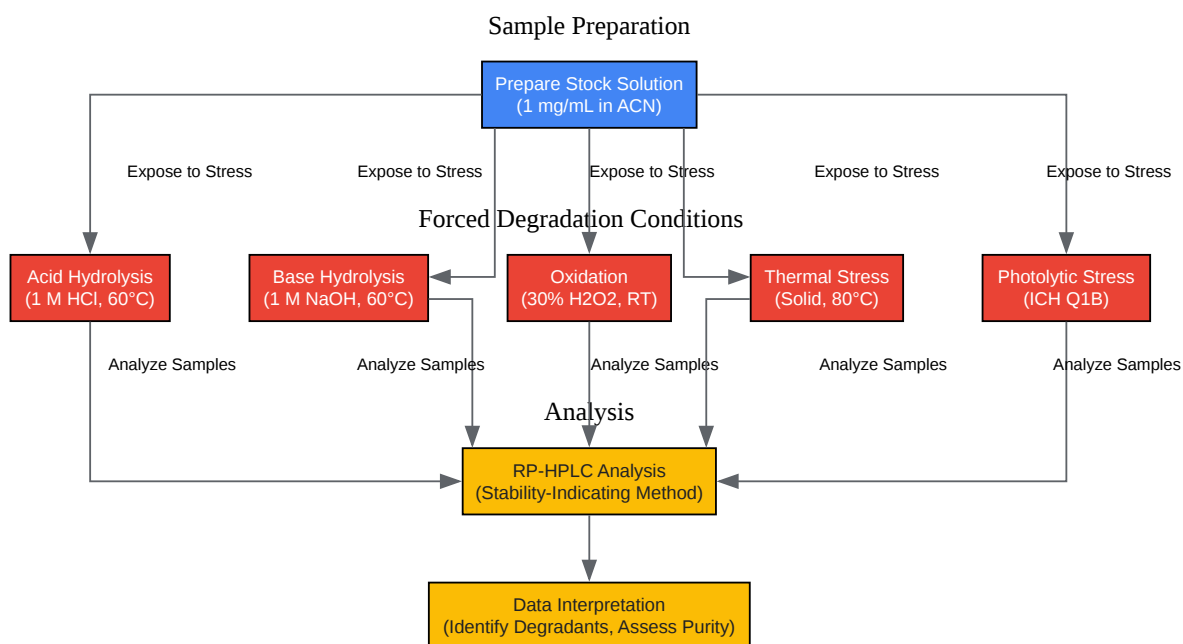 Sample Preparation
Prepare Stock Solution
(1 mg/mL in ACN)
Expose to Stress
Expose to Stress
Expose to Stress
Expose to Stress
Expose to Stress
Forced Degradation Conditions
Acid Hydrolysis
(1 M HCl, 60°C)
Base Hydrolysis
(1 M NaOH, 60°C)
Oxidation
(30% H2O2, RT)
Thermal Stress
(Solid, 80°C)
Photolytic Stress
(ICH Q1B)
Analyze Samples
Analyze Samples
Analyze Samples
Analyze Samples
Analyze Samples
Analysis
RP-HPLC Analysis
(Stability-Indicating Method)
Data Interpretation
(Identify Degradants, Assess Purity)